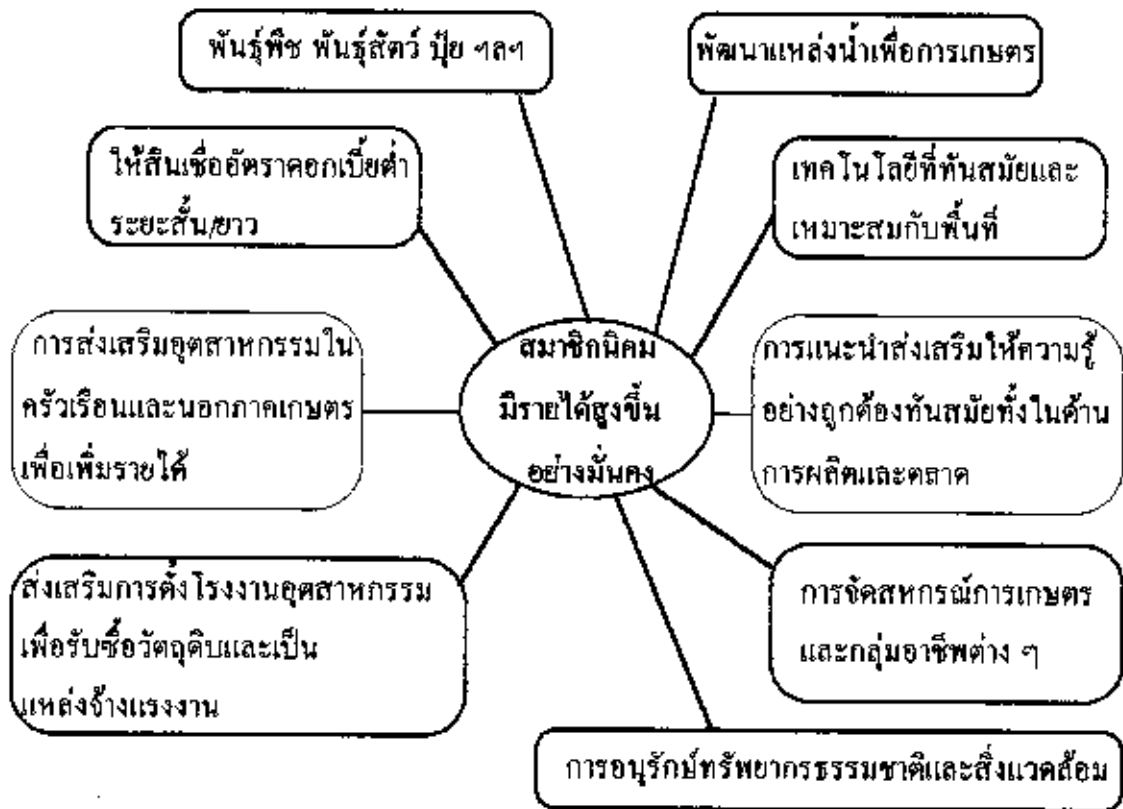 พันธุ์พืช พันธุ์สัตว์ ปุ๋ย ฯลฯ
พัฒนาแหล่งน้ำเพื่อการเกษตร
ให้สินเชื่ออัตราดอกเบี้ยต่ำ
ระยะสั้น/ยาว
เทคโนโลยีที่ทันสมัยและ
เหมาะสมกับพื้นที่
สมาชิกนิคม
มีรายได้สูงขึ้น
อย่างมั่นคง
การส่งเสริมอุตสาหกรรมใน
ครัวเรือนและนอกภาคเกษตร
เพื่อเพิ่มรายได้
การแนะนำส่งเสริมให้ความรู้
อย่างถูกต้องทันสมัยทั้งในด้าน
การผลิตและตลาด
ส่งเสริมการตั้งโรงงานอุตสาหกรรม
เพื่อรับซื้อวัตถุดิบและเป็น
แหล่งจ้างแรงงาน
การจัดสหกรณ์การเกษตร
และกลุ่มอาชีพต่าง ๆ
การอนุรักษ์ทรัพยากรธรรมชาติและสิ่งแวดล้อม